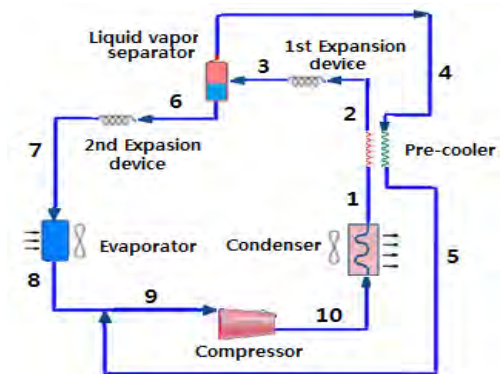 Liquid vapor
separator
1st Expansion
device
3
4
6
2
7
2nd Expasion
device
Pre-cooler
1
Evaporator
Condenser
5
8
9
10
Compressor